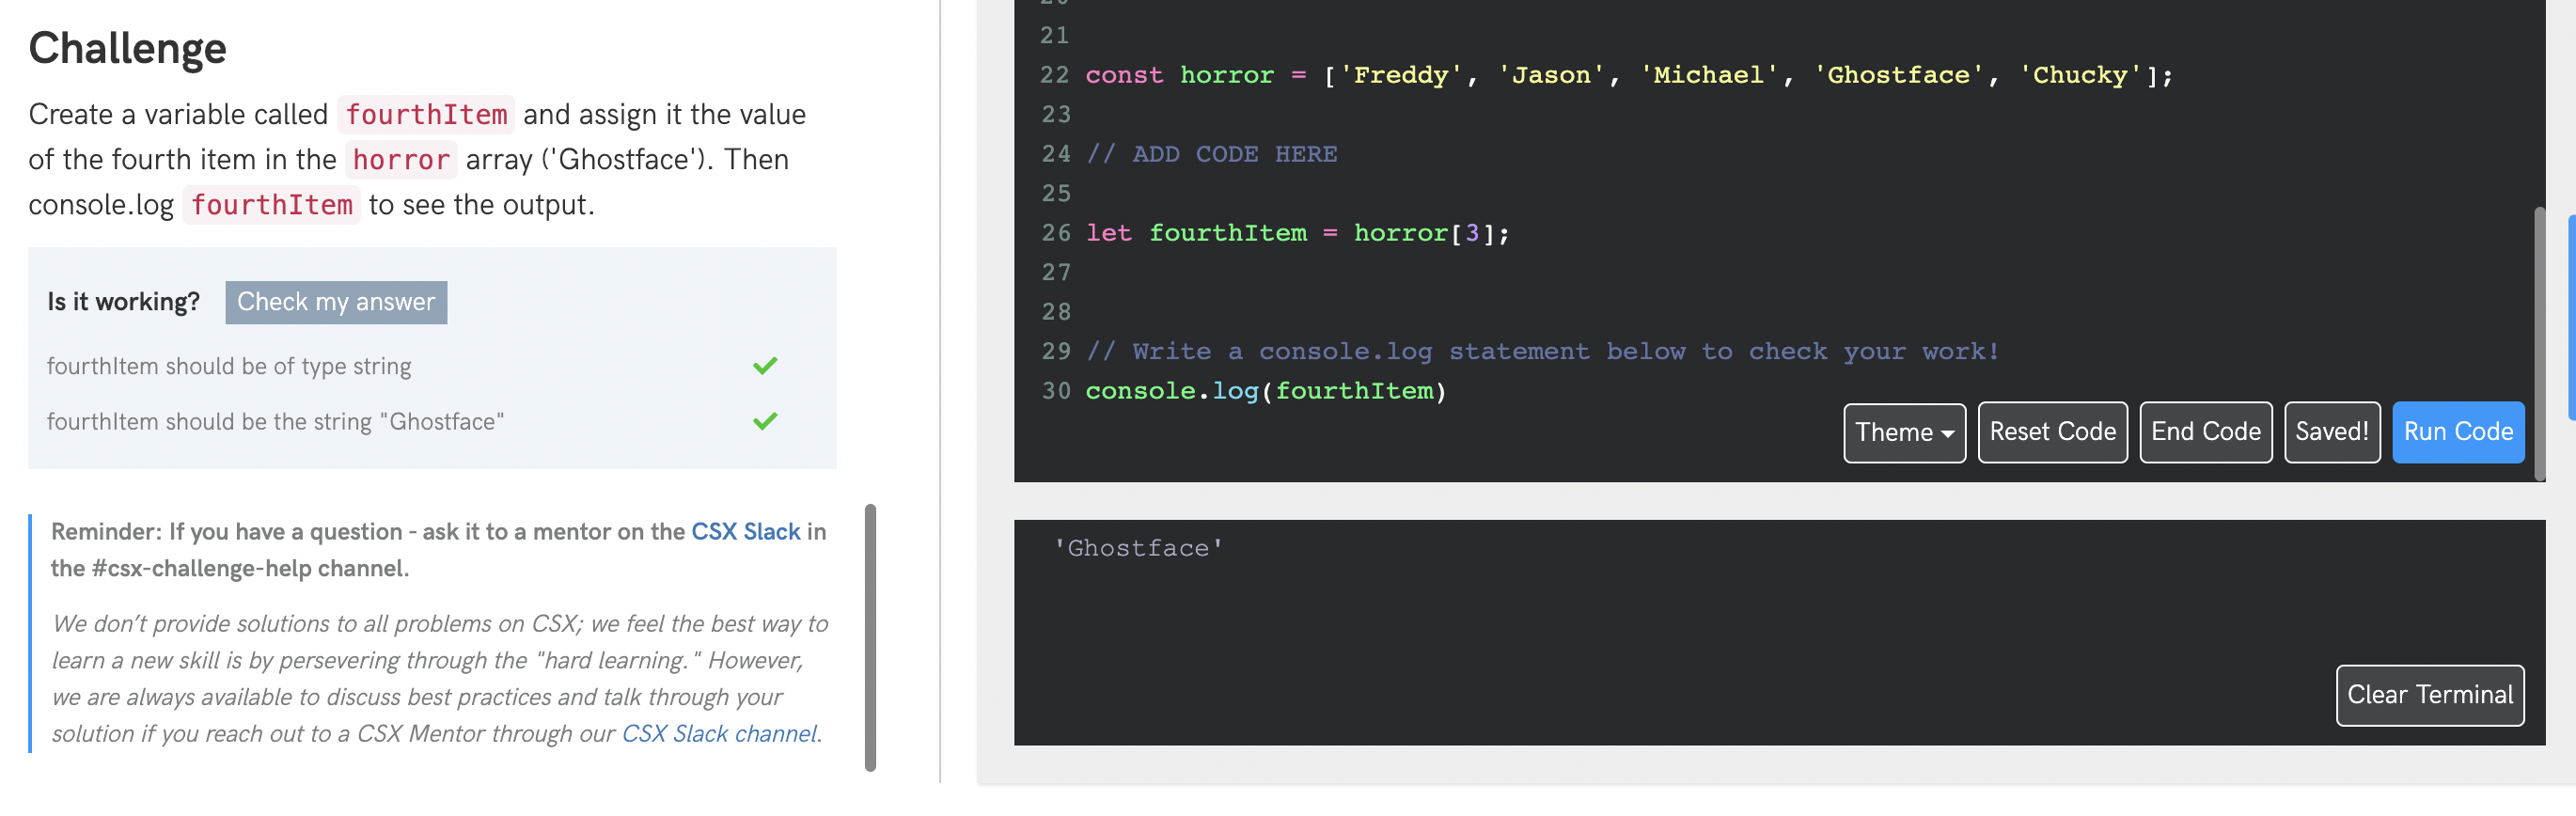 Challenge
Create a variable called fourthItem and assign it the value
of the fourth item in the horror array ('Ghostface'). Then
console.log fourthItem to see the output.
Is it working? Check my answer
fourthItem should be of type string
fourthItem should be the string "Ghostface"
Reminder: If you have a question - ask it to a mentor on the CSX Slack in
the #csx-challenge-help channel.
We don’t provide solutions to all problems on CSX; we feel the best way to
learn a new skill is by persevering through the "hard learning." However,
we are always available to discuss best practices and talk through your
solution if you reach out to a CSX Mentor through our CSX Slack channel.
21
22 const horror = ['Freddy', 'Jason', 'Michael', 'Ghostface', 'Chucky'];
23
24 // ADD CODE HERE
25
26 let fourthItem = horror[3];
27
28
29 // Write a console.log statement below to check your work!
30 console.log(fourthItem)
Theme Reset Code End Code Saved! Run Code
'Ghostface'
Clear Terminal